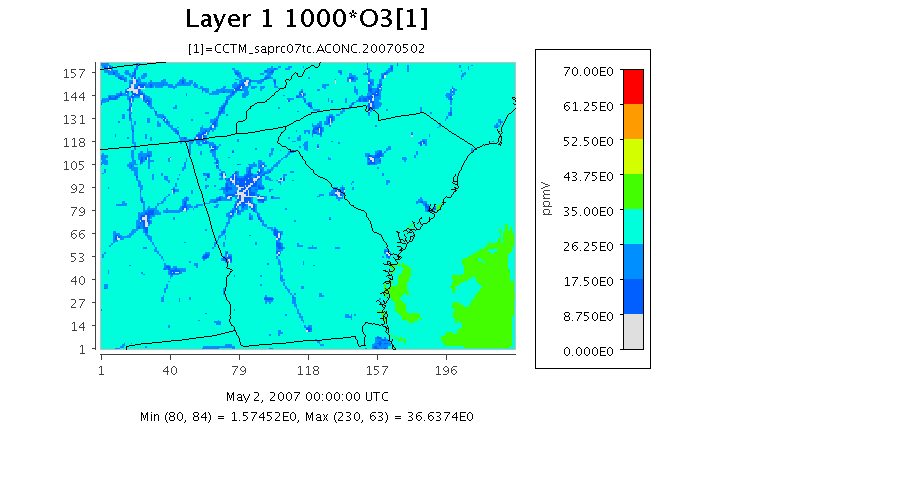 Layer 1 1000*O3[1]
[1]=CCTM_saprc07tc.ACONC.20070502
157
144
131
118
105
92
79
66
53
40
27
14
1
1 40 79 118 157 196
70.00E0
61.25E0
52.50E0
43.75E0
35.00E0
26.25E0
17.50E0
8.750E0
0.000E0
ppmV
May 2, 2007 00:00:00 UTC
Min (80, 84) = 1.57452E0, Max (230, 63) = 36.6374E0